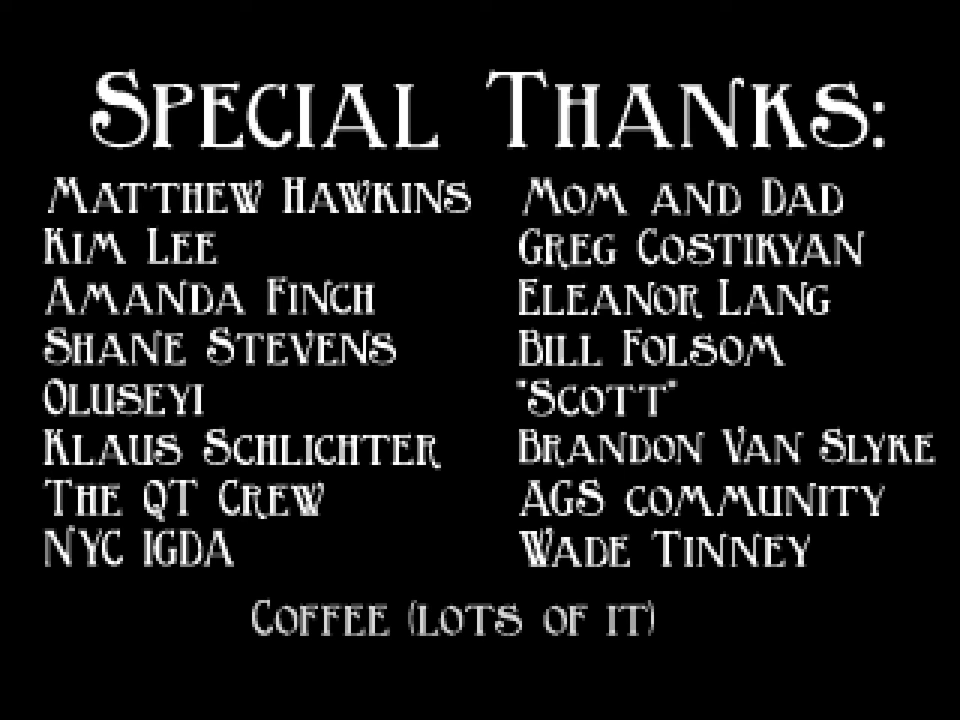 Special Thanks:
Matthew Hawkins
Kim Lee
Amanda Finch
Shane Stevens
Oluseyi
Klaus Schlichter
The QT Crew
NYC IGDA
Mom and Dad
Greg Costikyan
Eleanor Lang
Bill Folsom
"Scott"
Brandon Van Slyke
AGS community
Wade Tinney
Coffee (lots of it)